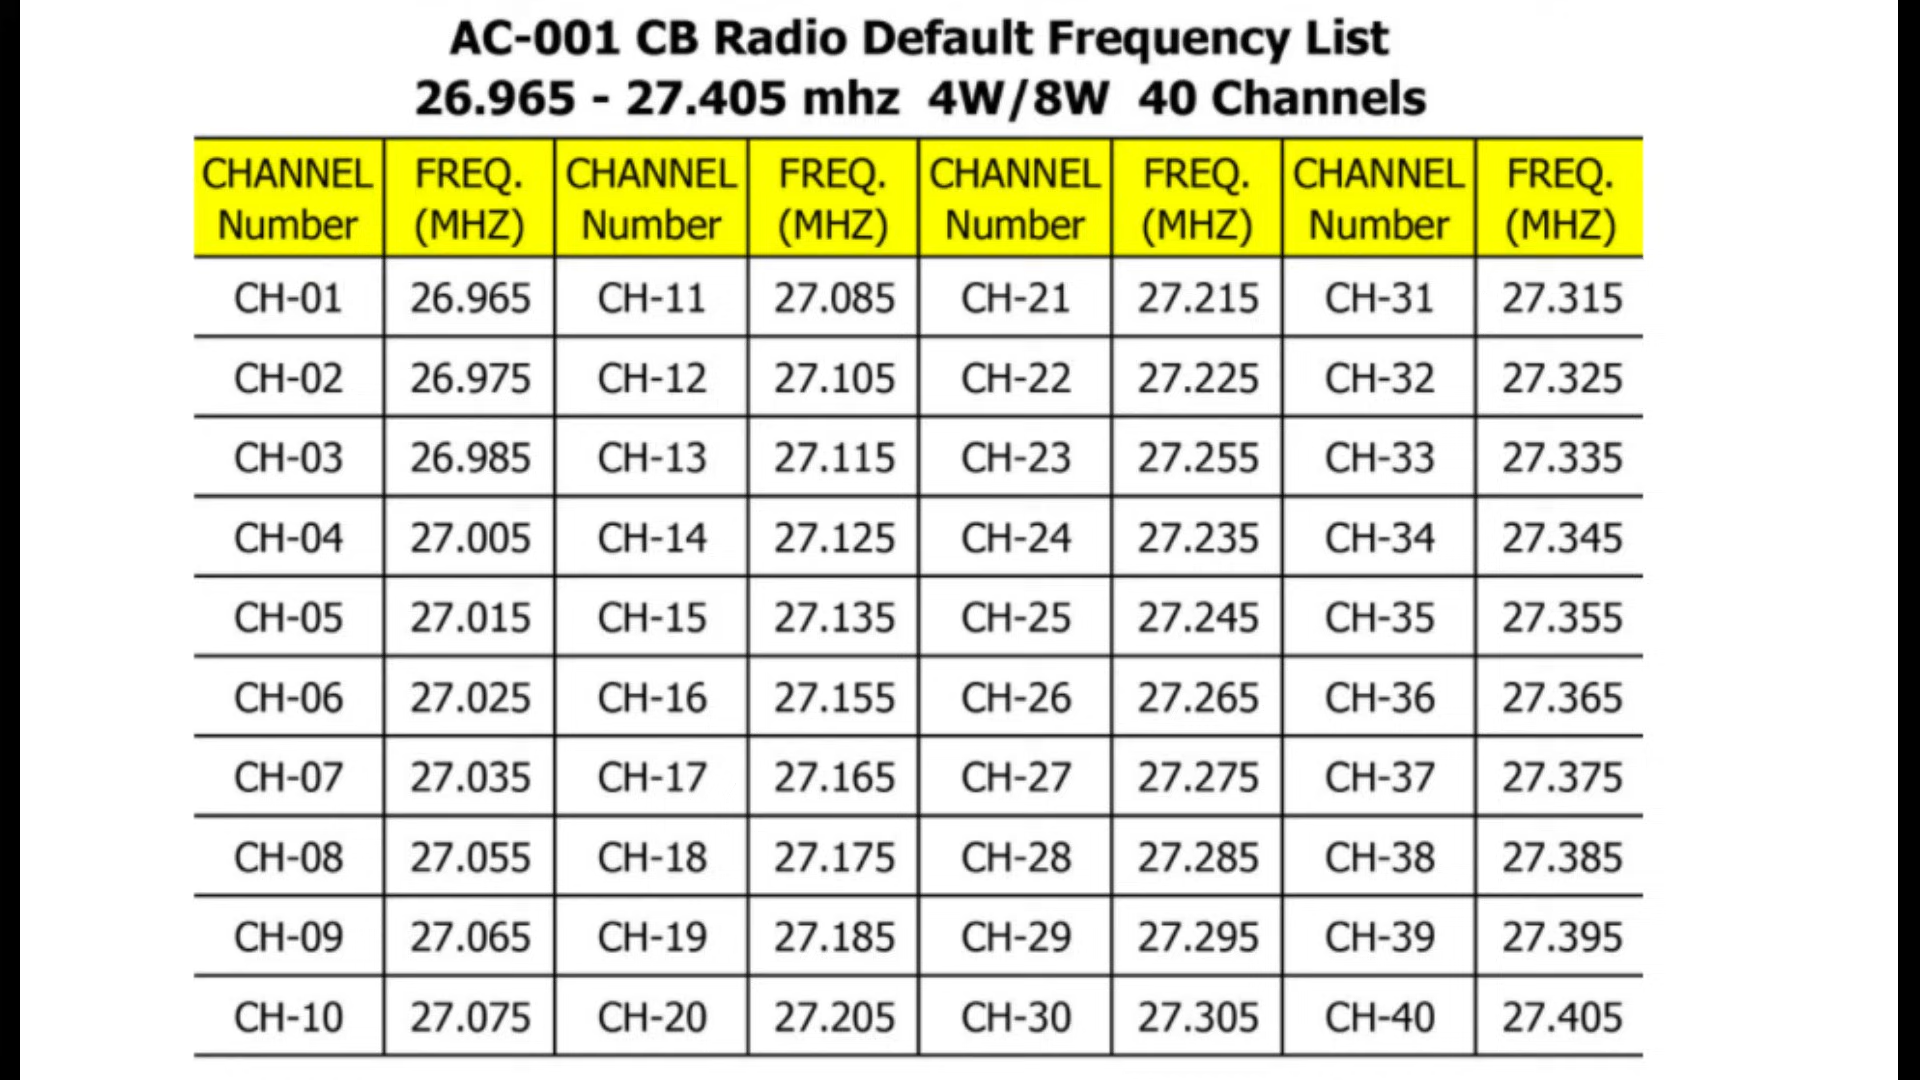 AC-001 CB Radio Default Frequency List
26.965 - 27.405 mhz 4W/8W 40 Channels
CHANNEL Number FREQ. (MHZ) CHANNEL Number FREQ. (MHZ) CHANNEL Number FREQ. (MHZ) CHANNEL Number FREQ. (MHZ)
CH-01 26.965 CH-11 27.085 CH-21 27.215 CH-31 27.315
CH-02 26.975 CH-12 27.105 CH-22 27.225 CH-32 27.325
CH-03 26.985 CH-13 27.115 CH-23 27.255 CH-33 27.335
CH-04 27.005 CH-14 27.125 CH-24 27.235 CH-34 27.345
CH-05 27.015 CH-15 27.135 CH-25 27.245 CH-35 27.355
CH-06 27.025 CH-16 27.155 CH-26 27.265 CH-36 27.365
CH-07 27.035 CH-17 27.165 CH-27 27.275 CH-37 27.375
CH-08 27.055 CH-18 27.175 CH-28 27.285 CH-38 27.385
CH-09 27.065 CH-19 27.185 CH-29 27.295 CH-39 27.395
CH-10 27.075 CH-20 27.205 CH-30 27.305 CH-40 27.405